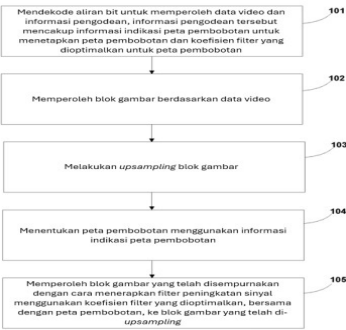 Mendekode aliran bit untuk memperoleh data video dan
informasi pengodean, informasi pengodean tersebut
mencakup informasi indikasi peta pembobotan untuk
menetapkan peta pembobotan dan koefisien filter yang
dioptimalkan untuk peta pembobotan
101
Memperoleh blok gambar berdasarkan data video
102
Melakukan upsampling blok gambar
103
Menentukan peta pembobotan menggunakan informasi
indikasi peta pembobotan
104
Memperoleh blok gambar yang telah disempurnakan
dengan cara menerapkan filter peningkatan sinyal
menggunakan koefisien filter yang dioptimalkan, bersama
dengan peta pembobotan, ke blok gambar yang telah di-
upsampling
105